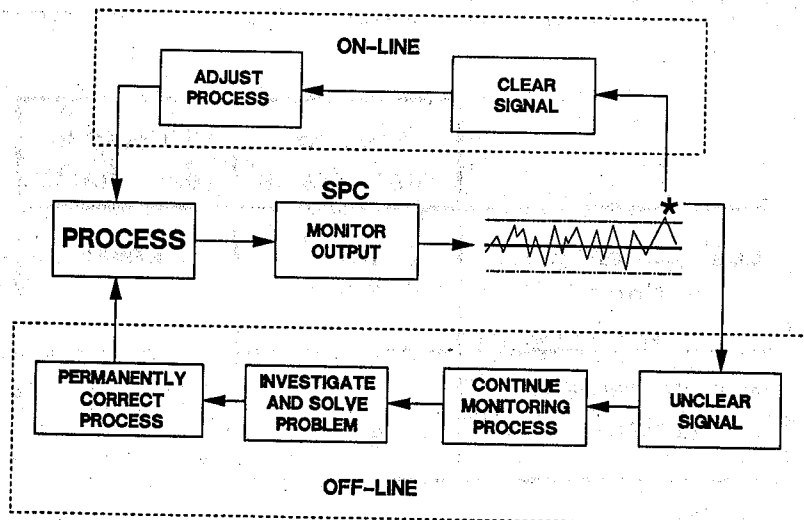 ON-LINE
ADJUST
PROCESS
CLEAR
SIGNAL
SPC
*
PROCESS
MONITOR
OUTPUT
PERMANENTLY
CORRECT
PROCESS
INVESTIGATE
AND SOLVE
PROBLEM
CONTINUE
MONITORING
PROCESS
UNCLEAR
SIGNAL
OFF-LINE